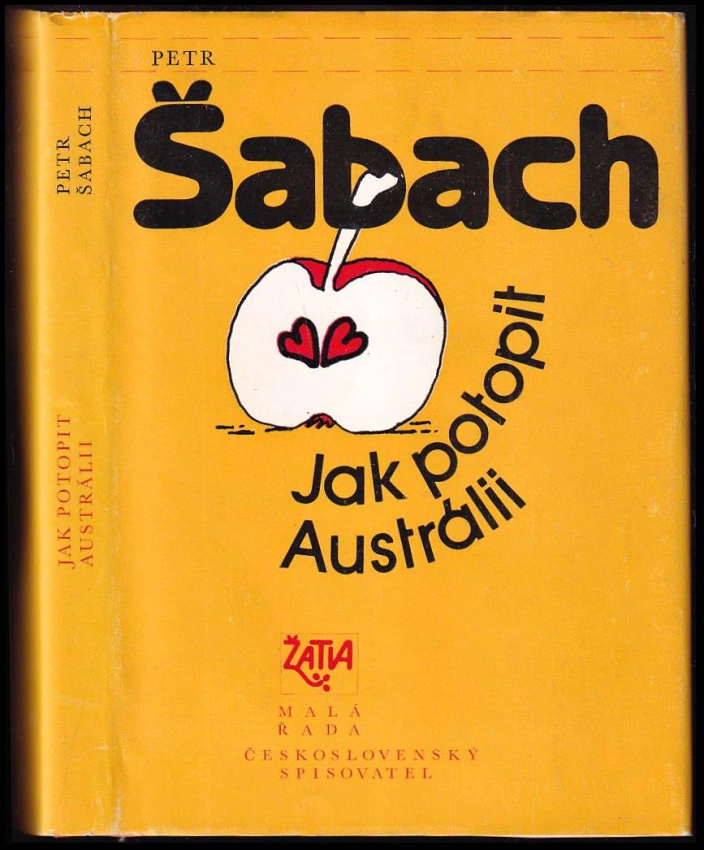 PETR
ŠABACH
JAK POTOPIT
AUSTRÁLII
PETR
Šabach
Jak potopit
Austrálii
ŽATVA
MALÁ
ŘADA
ČESKOSLOVENSKÝ
SPISOVATEL